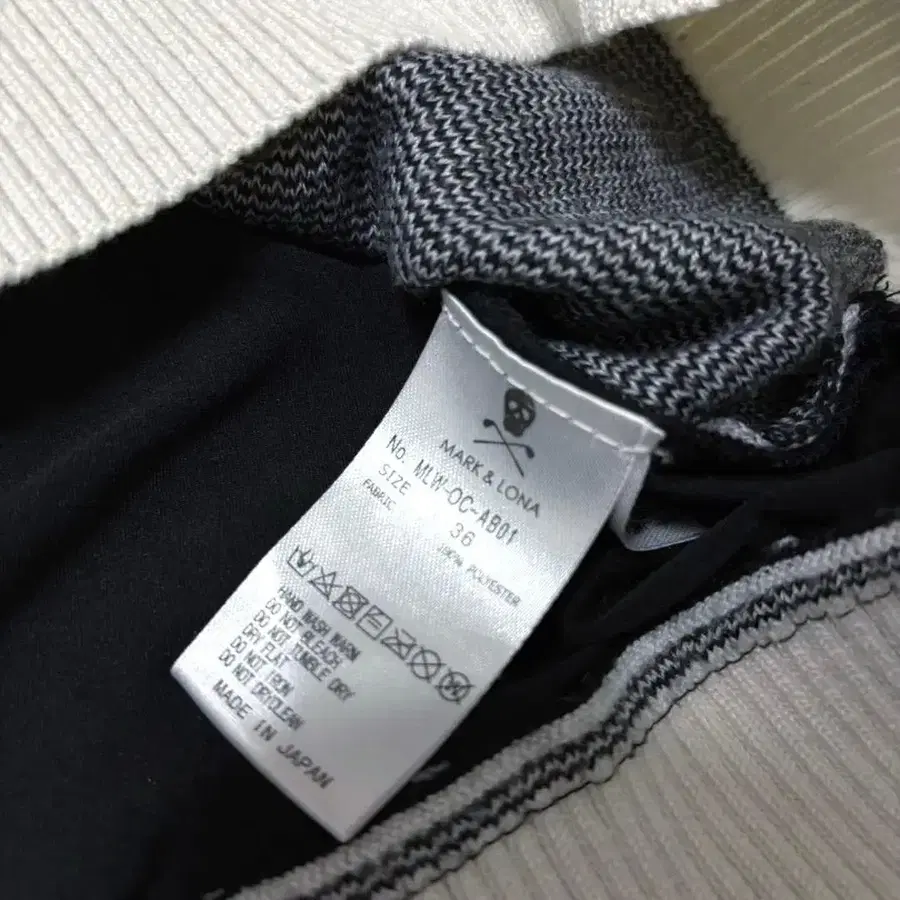 MARK & LONA
No. MLW-OC-AB01
SIZE 36
FABRIC 100% POLYESTER
HAND WASH WARM
DO NOT BLEACH
DO NOT TUMBLE DRY
DRY FLAT
DO NOT IRON
DO NOT DRYCLEAN
MADE IN JAPAN